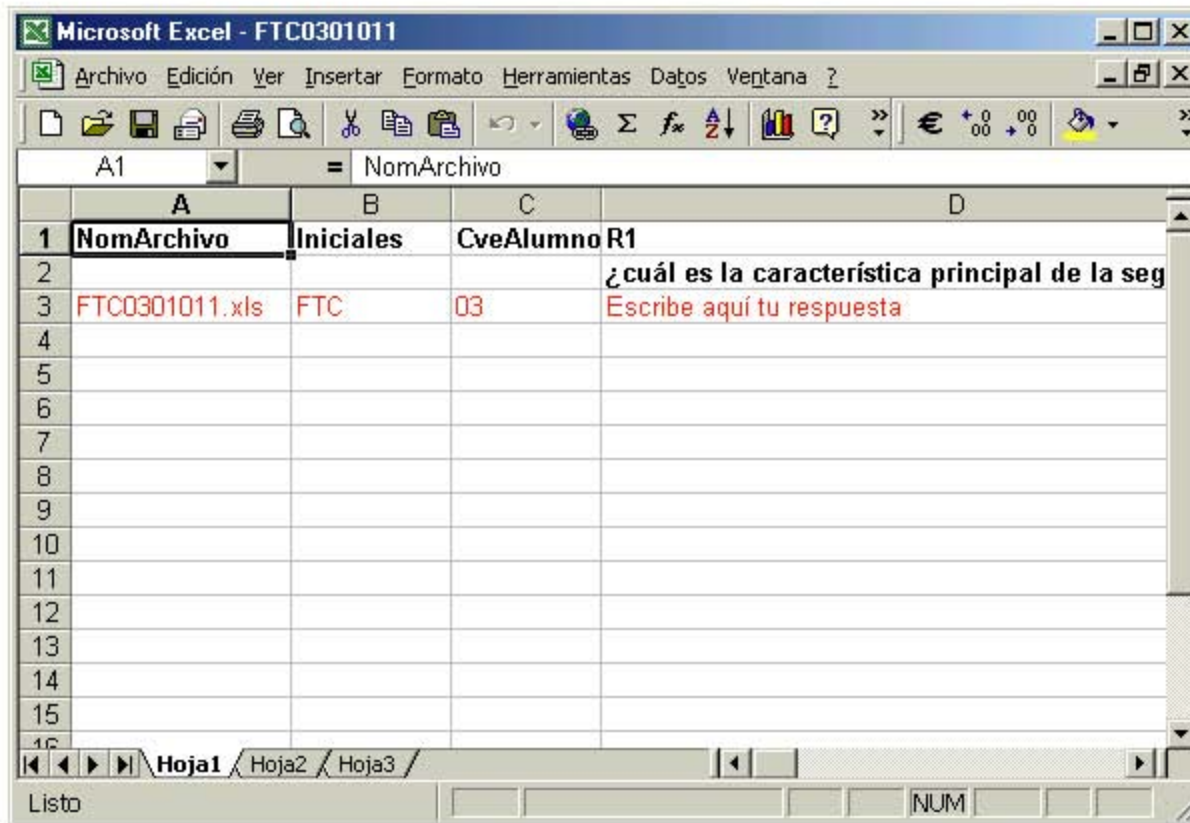 Microsoft Excel - FTC0301011
Archivo Edición Ver Insertar Formato Herramientas Datos Ventana ?
A1 = NomArchivo
A B C D
1 NomArchivo Iniciales CveAlumno R1
2 ¿cuál es la característica principal de la seg
3 FTC0301011.xls FTC 03 Escribe aquí tu respuesta
4
5
6
7
8
9
10
11
12
13
14
15
16
Hoja1 Hoja2 Hoja3
Listo NUM